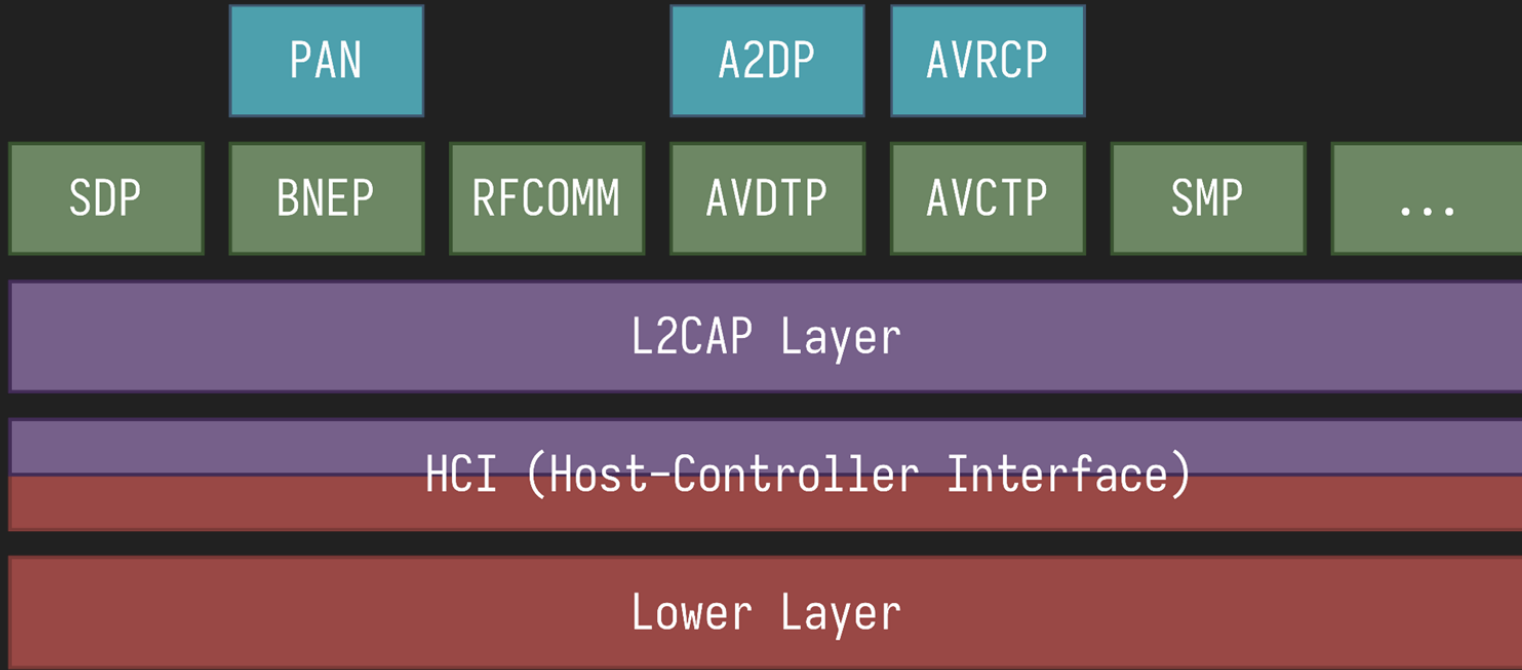 PAN A2DP AVRCP
SDP BNEP RFCOMM AVDTP AVCTP SMP ...
L2CAP Layer
HCI (Host-Controller Interface)
Lower Layer